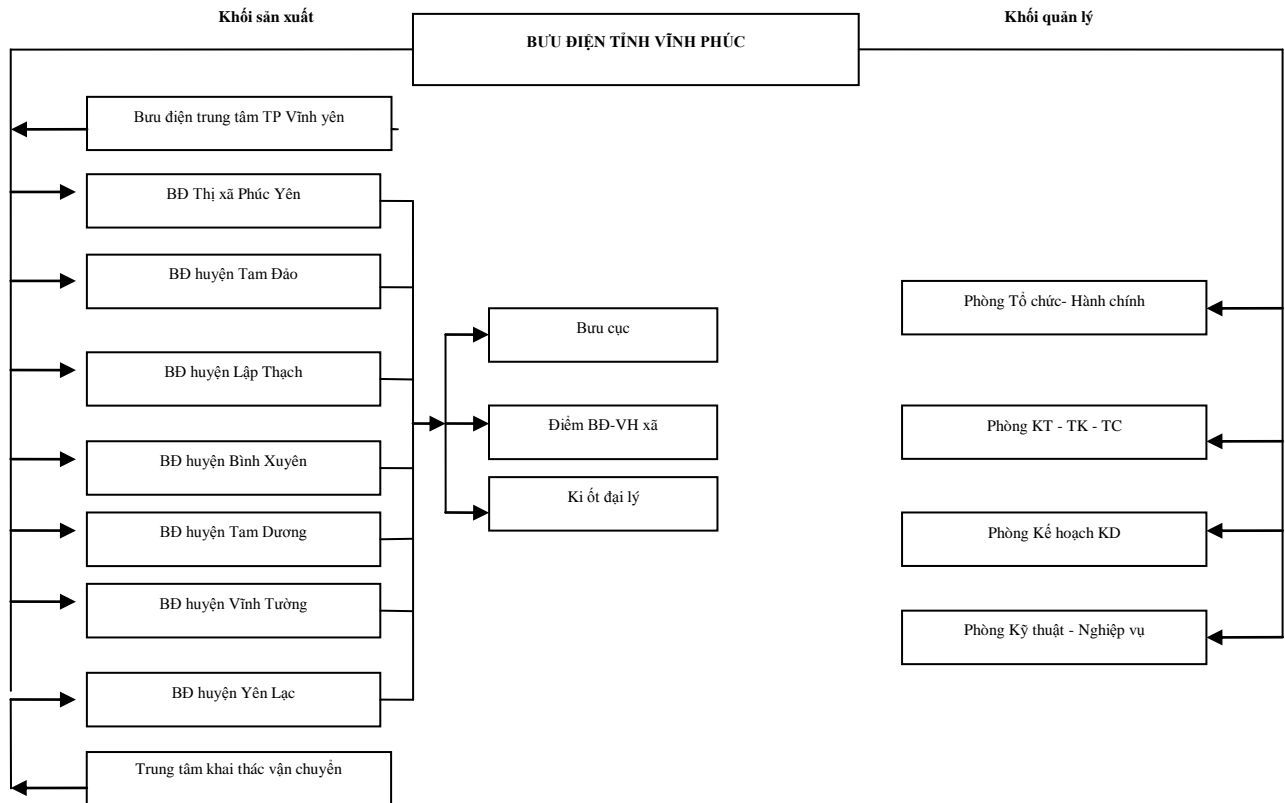 Khối sản xuất
Khối quản lý
BƯU ĐIỆN TỈNH VĨNH PHÚC
Bưu điện trung tâm TP Vĩnh yên
BĐ Thị xã Phúc Yên
BĐ huyện Tam Đảo
BĐ huyện Lập Thạch
BĐ huyện Bình Xuyên
BĐ huyện Tam Dương
BĐ huyện Vĩnh Tường
BĐ huyện Yên Lạc
Trung tâm khai thác vận chuyển
Bưu cục
Điểm BĐ-VH xã
Ki ốt đại lý
Phòng Tổ chức- Hành chính
Phòng KT - TK - TC
Phòng Kế hoạch KD
Phòng Kỹ thuật - Nghiệp vụ